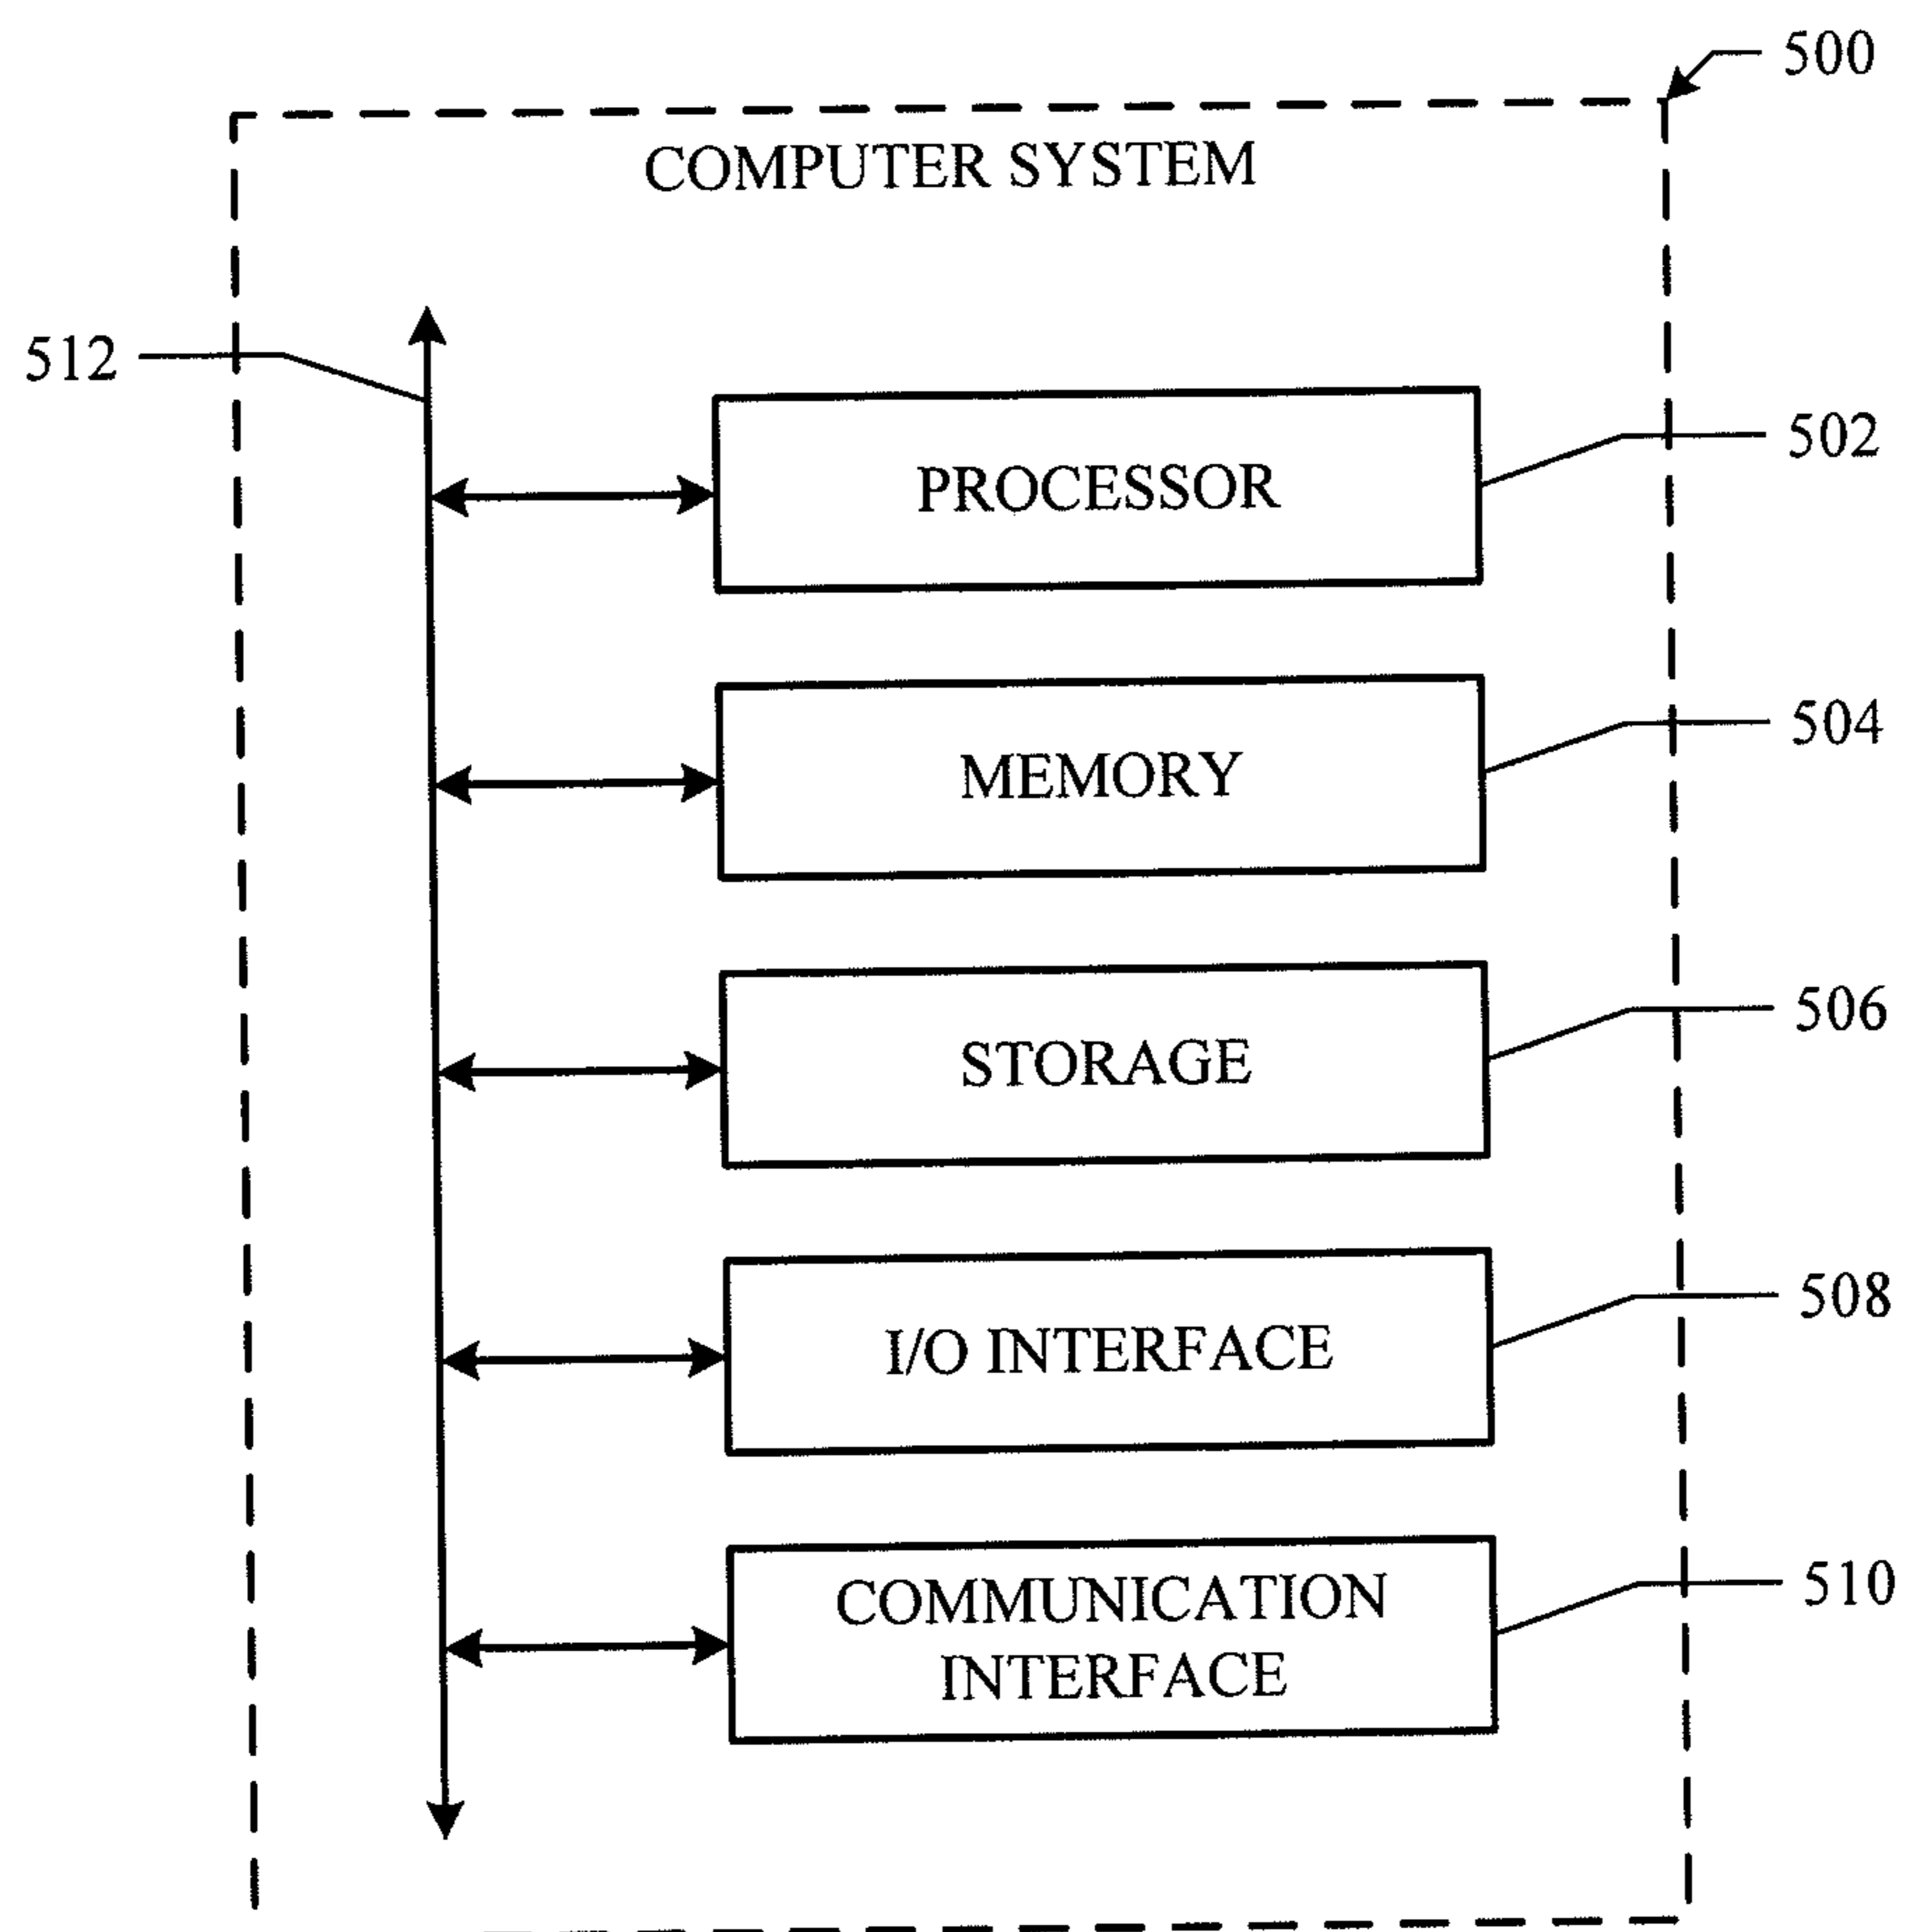 500
COMPUTER SYSTEM
512
PROCESSOR
502
MEMORY
504
STORAGE
506
I/O INTERFACE
508
COMMUNICATION
INTERFACE
510